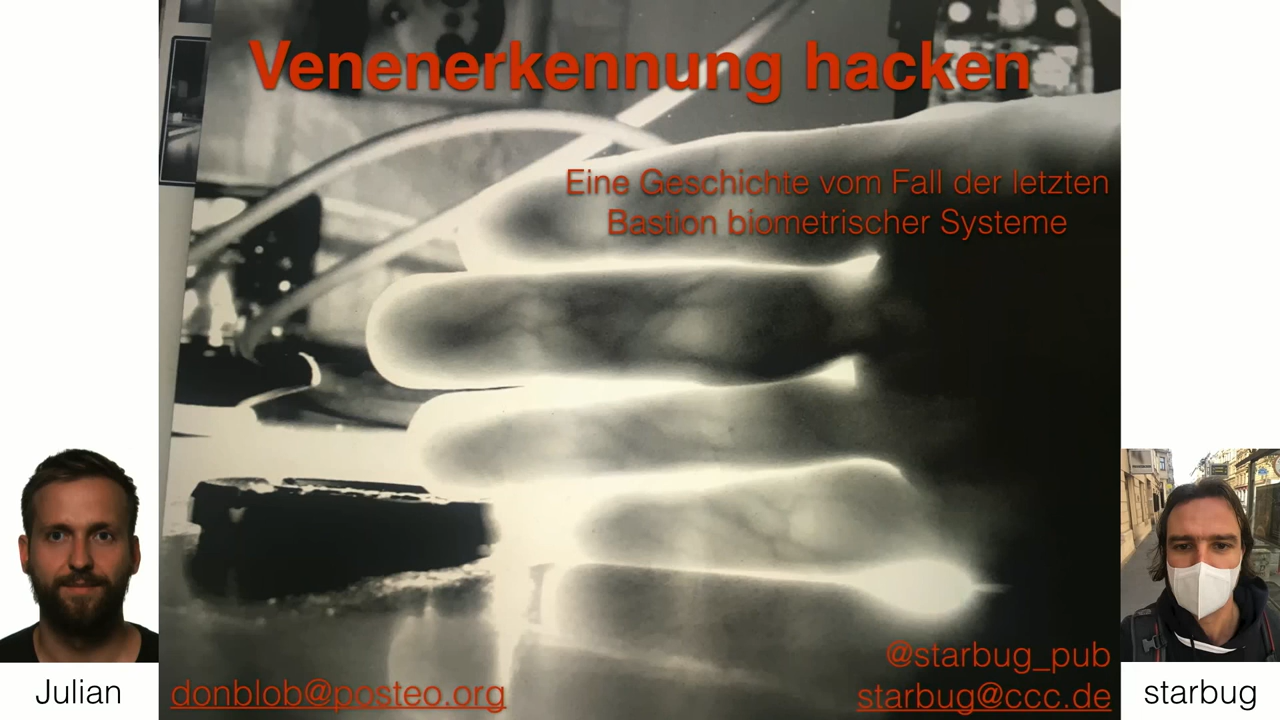 Venenerkennung hacken
Eine Geschichte vom Fall der letzten
Bastion biometrischer Systeme
@starbug_pub
donblob@posteo.org
starbug@ccc.de
Julian
starbug